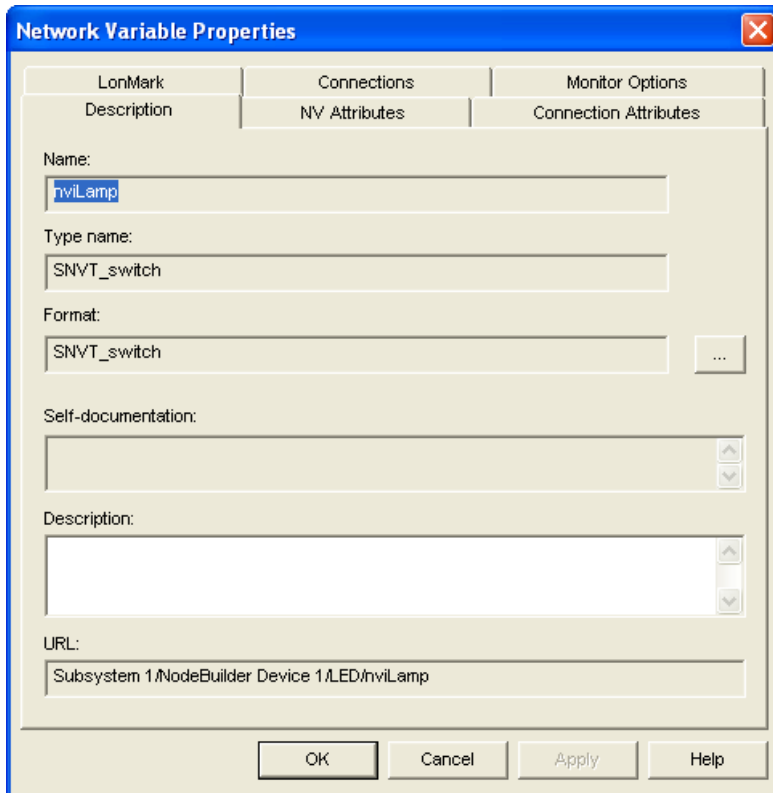 Network Variable Properties
LonMark
Connections
Monitor Options
Description
NV Attributes
Connection Attributes
Name:
nviLamp
Type name:
SNVT_switch
Format:
SNVT_switch
...
Self-documentation:
Description:
URL:
Subsystem 1/NodeBuilder Device 1/LED/nviLamp
OK
Cancel
Apply
Help